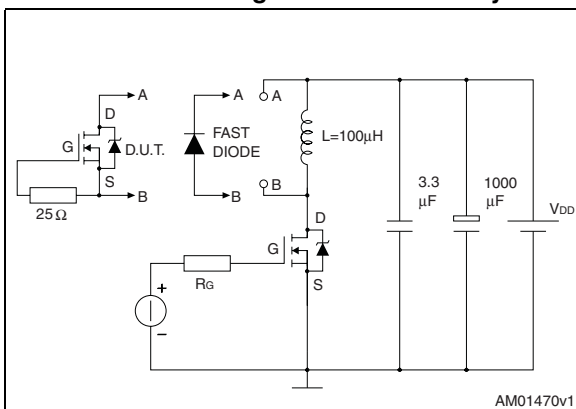 A
D
G
D.U.T.
S
B
25 Ω
A
FAST
DIODE
B
A
L=100μH
B
D
G
S
RG
+
-
3.3
μF
1000
μF
VDD
AM01470v1